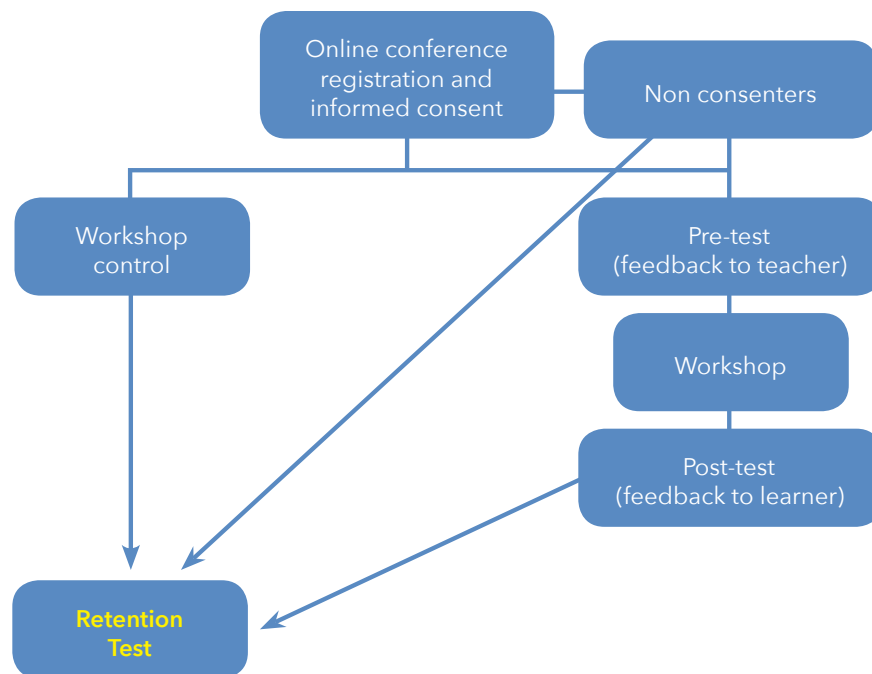 Online conference
registration and
informed consent
Non consenters
Workshop
control
Pre-test
(feedback to teacher)
Workshop
Post-test
(feedback to learner)
Retention
Test